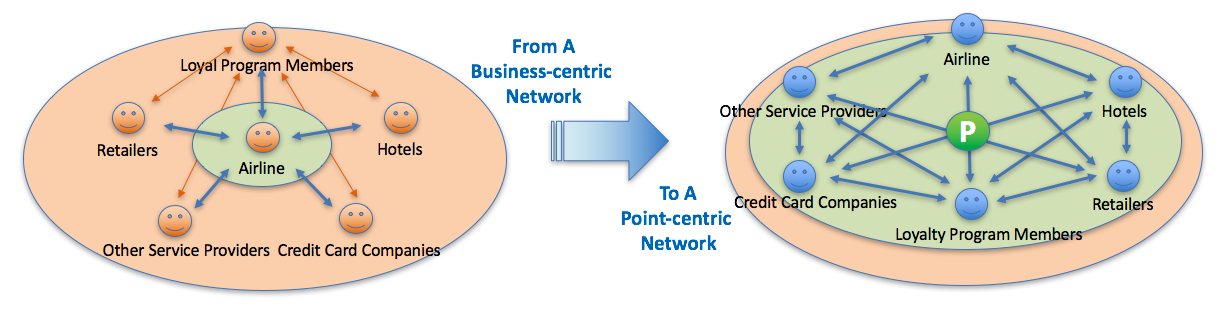 Loyal Program Members
Retailers
Hotels
Airline
Other Service Providers
Credit Card Companies
From A
Business-centric
Network
To A
Point-centric
Network
Airline
Other Service Providers
Hotels
P
Credit Card Companies
Retailers
Loyalty Program Members